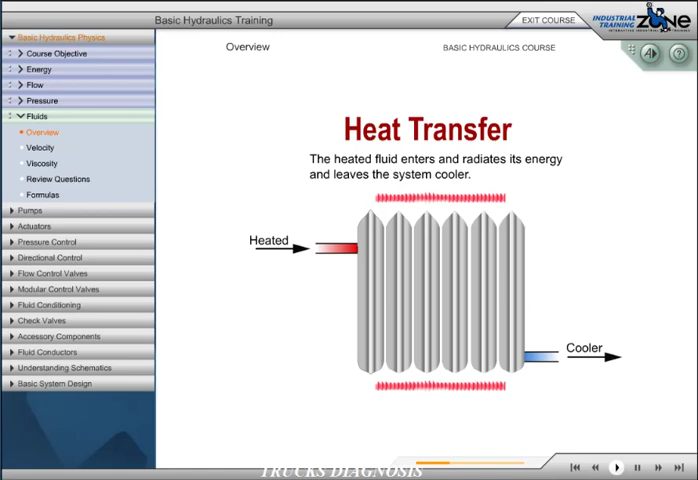 Basic Hydraulics Training
EXIT COURSE
INDUSTRIAL
TRAINING
ZONE
Basic Hydraulics Physics
Course Objective
Energy
Flow
Pressure
Fluids
Overview
Velocity
Viscosity
Review Questions
Formulas
Pumps
Actuators
Pressure Control
Directional Control
Flow Control Valves
Modular Control Valves
Fluid Conditioning
Check Valves
Accessory Components
Fluid Conductors
Understanding Schematics
Basic System Design
Overview
BASIC HYDRAULICS COURSE
A
?
Heat Transfer
The heated fluid enters and radiates its energy
and leaves the system cooler.
Heated
Cooler
TRUCKS DIAGNOSIS